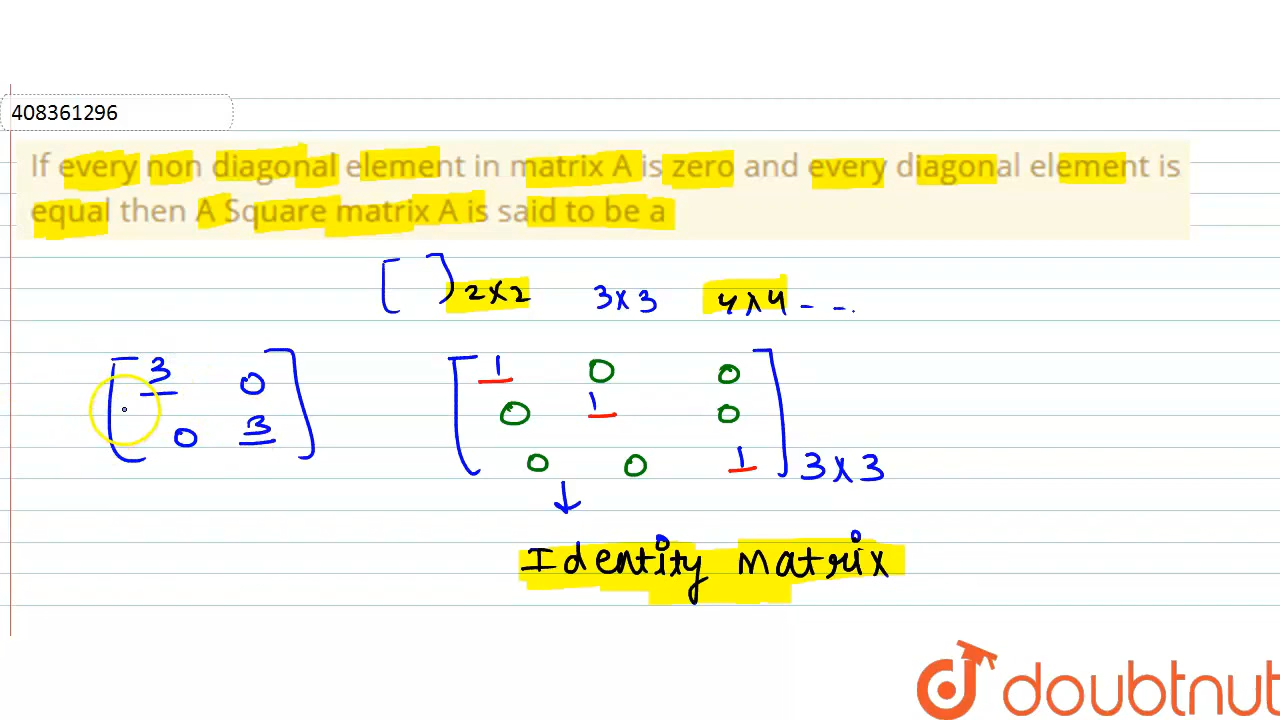 408361296
If every non diagonal element in matrix A is zero and every diagonal element is
equal then A Square matrix A is said to be a
[ ] 2x2 3x3 4x4 - - .
3 0 1 0 0
0 3 0 1 0
0 0 1 3x3
↓
Identity Matrix
doubtnut